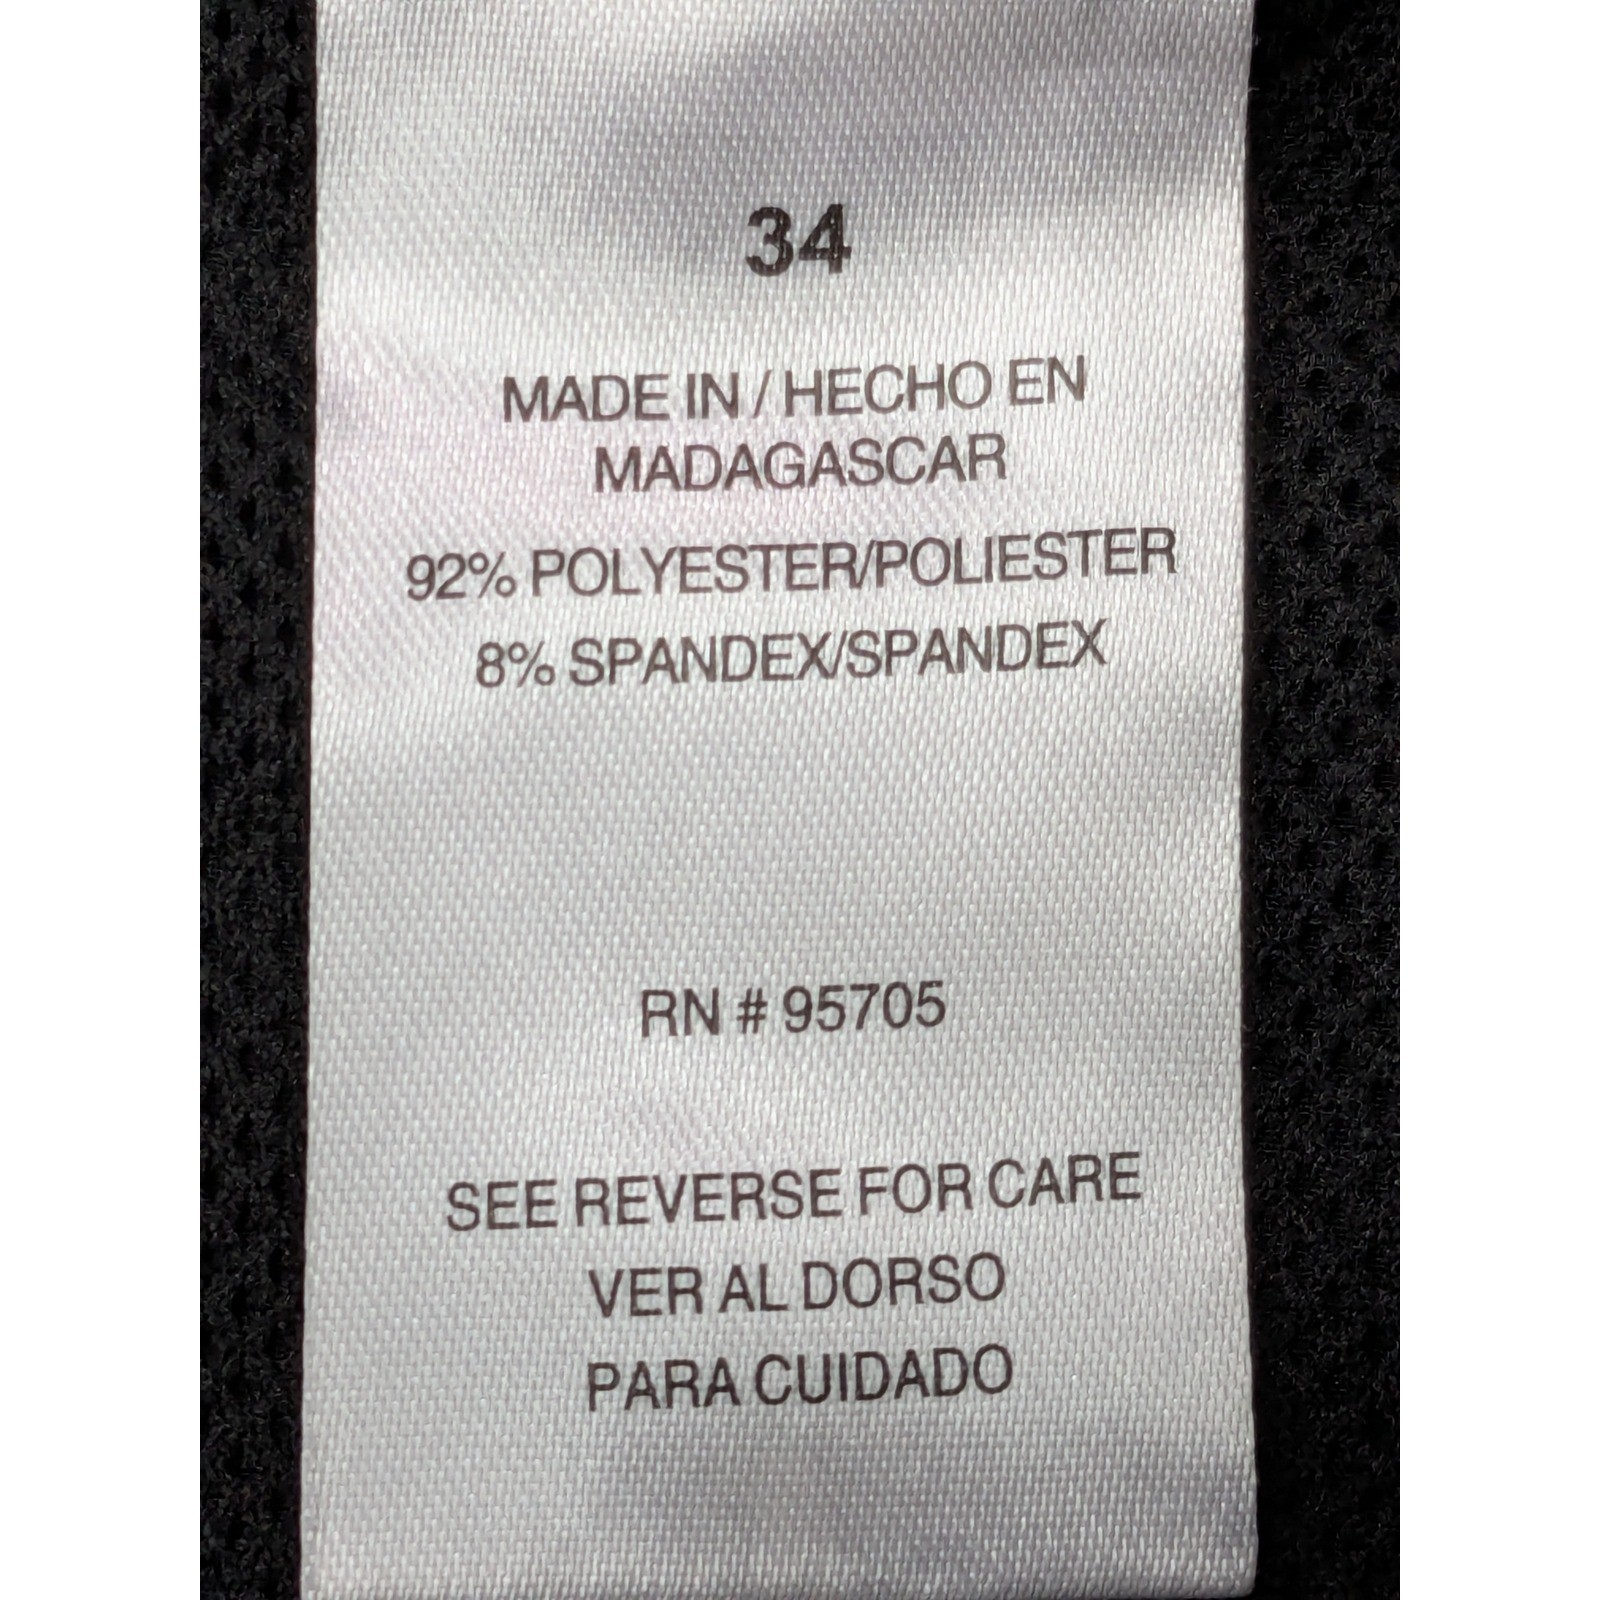 34
MADE IN / HECHO EN
MADAGASCAR
92% POLYESTER/POLIESTER
8% SPANDEX/SPANDEX
RN # 95705
SEE REVERSE FOR CARE
VER AL DORSO
PARA CUIDADO